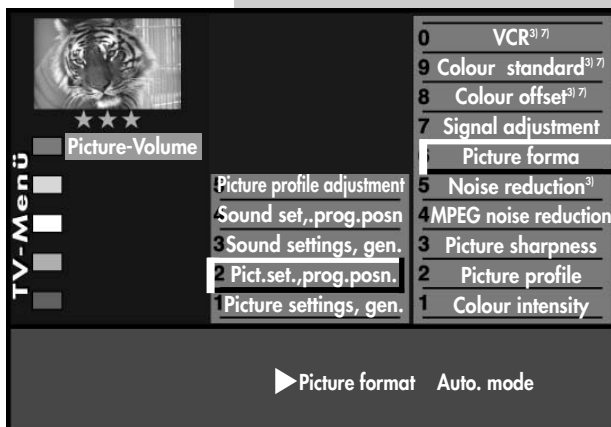 TV-Menü
Picture-Volume
5 Picture profile adjustment
4 Sound set,.prog.posn
3 Sound settings, gen.
2 Pict.set.,prog.posn.
1 Picture settings, gen.
0 VCR3) 7)
9 Colour standard3) 7)
8 Colour offset3) 7)
7 Signal adjustment
6 Picture forma
5 Noise reduction3)
4 MPEG noise reduction
3 Picture sharpness
2 Picture profile
1 Colour intensity
Picture format Auto. mode